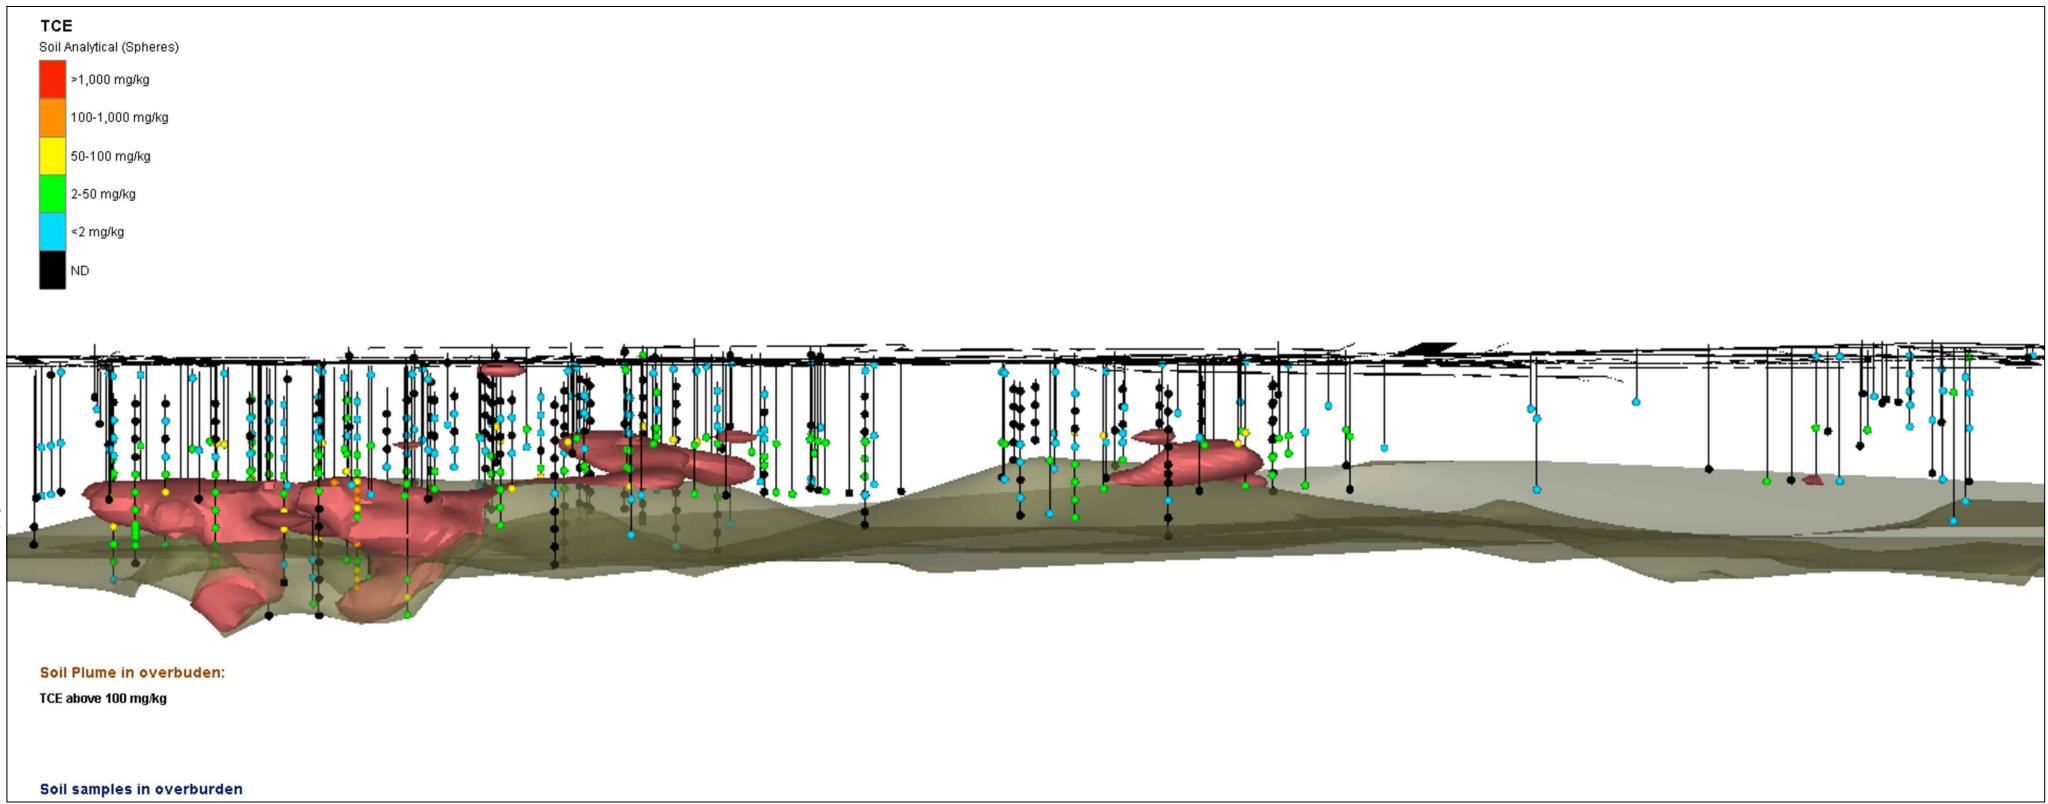 TCE
Soil Analytical (Spheres)
>1,000 mg/kg
100-1,000 mg/kg
50-100 mg/kg
2-50 mg/kg
<2 mg/kg
ND
Soil Plume in overbuden:
TCE above 100 mg/kg
Soil samples in overburden